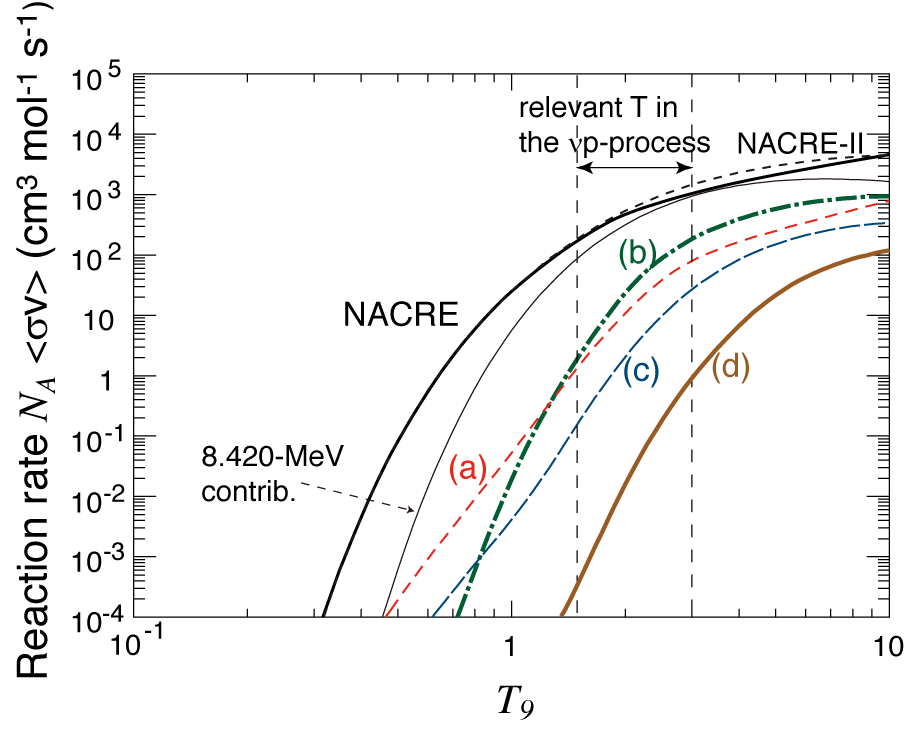 Reaction rate N_A <σv> (cm³ mol⁻¹ s⁻¹)
10⁵
10⁴
10³
10²
10
1
10⁻¹
10⁻²
10⁻³
10⁻⁴
relevant T in
the νp-process
NACRE-II
NACRE
8.420-MeV
contrib.
(a)
(b)
(c)
(d)
10⁻¹
1
10
T₉